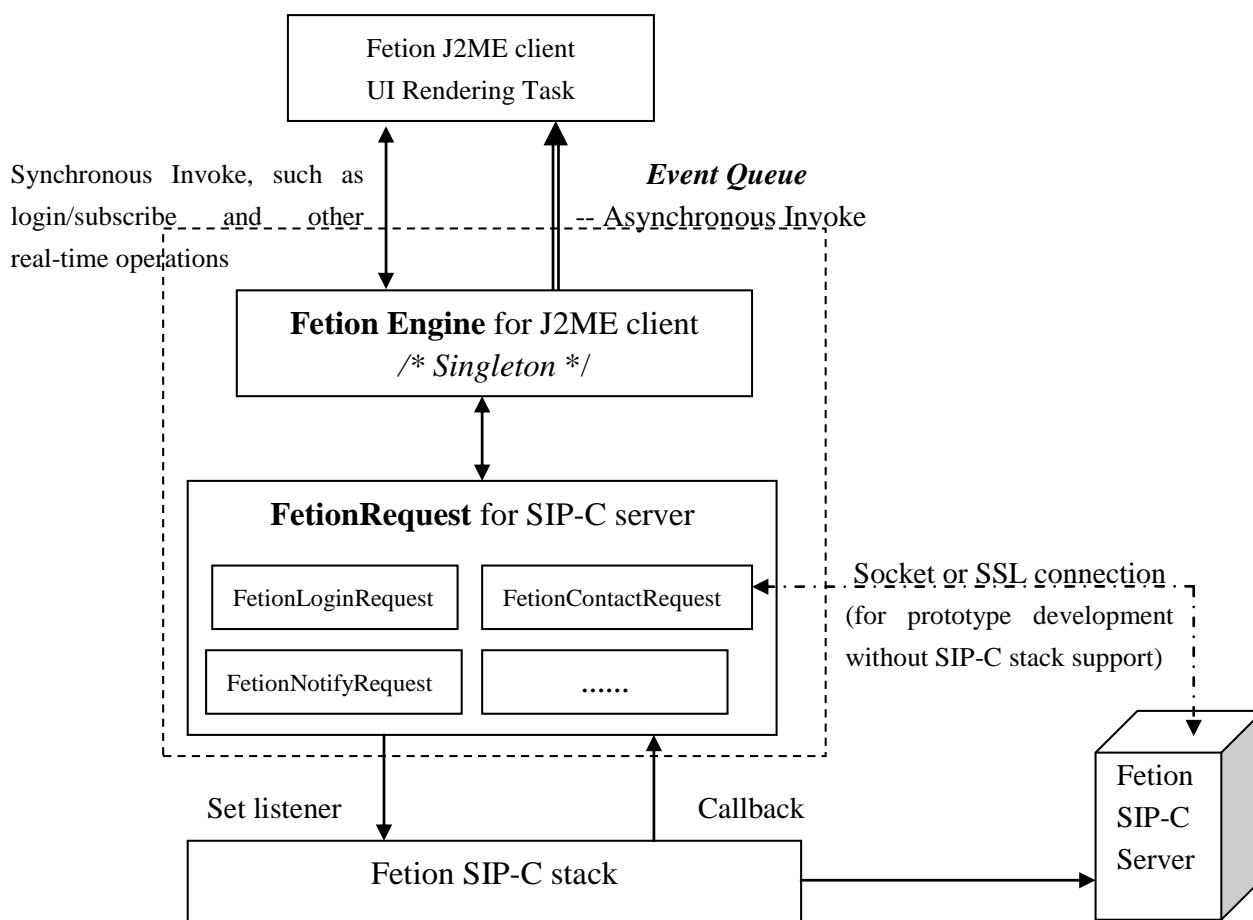 Fetion J2ME client
UI Rendering Task
Synchronous Invoke, such as
login/subscribe and other
real-time operations
Event Queue
-- Asynchronous Invoke
Fetion Engine for J2ME client
/* Singleton */
FetionRequest for SIP-C server
FetionLoginRequest
FetionContactRequest
FetionNotifyRequest
......
Socket or SSL connection
(for prototype development
without SIP-C stack support)
Set listener
Callback
Fetion SIP-C stack
Fetion
SIP-C
Server